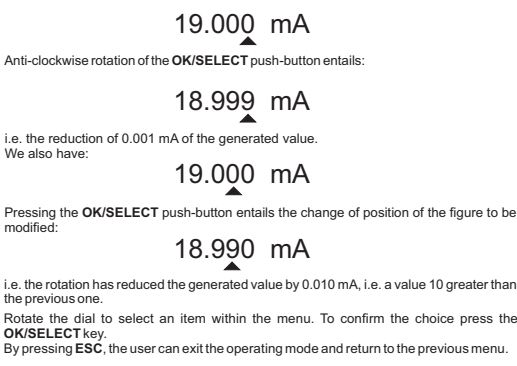 19.000 mA
Anti-clockwise rotation of the OK/SELECT push-button entails:
18.999 mA
i.e. the reduction of 0.001 mA of the generated value.
We also have:
19.000 mA
Pressing the OK/SELECT push-button entails the change of position of the figure to be
modified:
18.990 mA
i.e. the rotation has reduced the generated value by 0.010 mA, i.e. a value 10 greater than
the previous one.
Rotate the dial to select an item within the menu. To confirm the choice press the
OK/SELECT key.
By pressing ESC, the user can exit the operating mode and return to the previous menu.